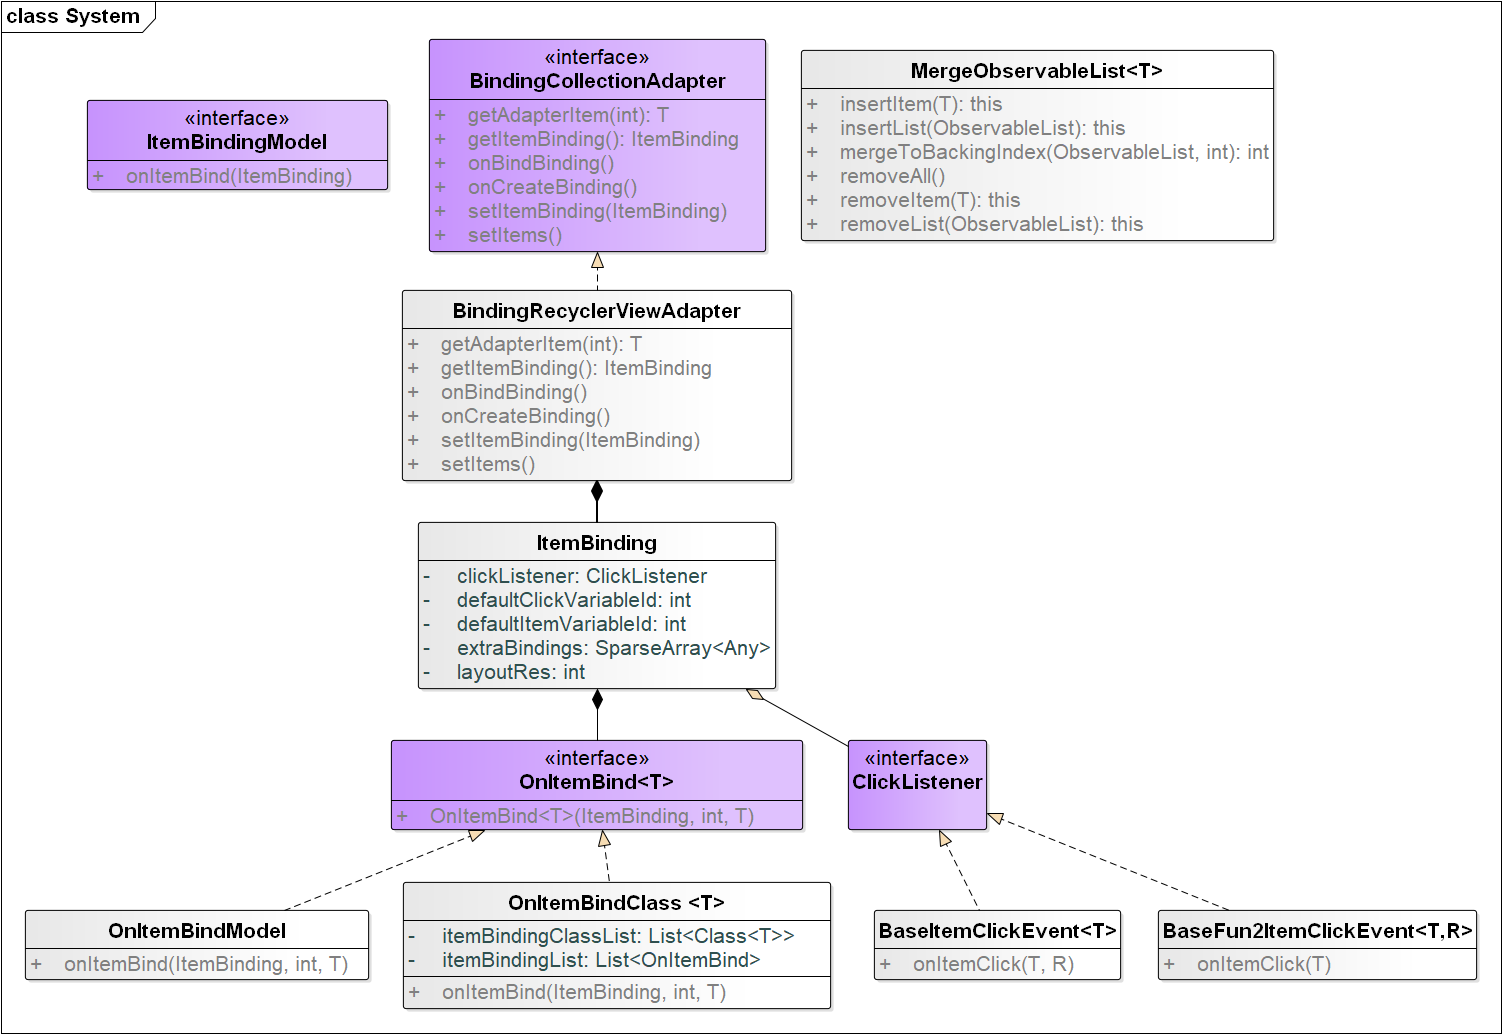 class System
«interface»
ItemBindingModel
+ onItemBind(ItemBinding)
«interface»
BindingCollectionAdapter
+ getAdapterItem(int): T
+ getItemBinding(): ItemBinding
+ onBindBinding()
+ onCreateBinding()
+ setItemBinding(ItemBinding)
+ setItems()
MergeObservableList<T>
+ insertItem(T): this
+ insertList(ObservableList): this
+ mergeToBackingIndex(ObservableList, int): int
+ removeAll()
+ removeItem(T): this
+ removeList(ObservableList): this
BindingRecyclerViewAdapter
+ getAdapterItem(int): T
+ getItemBinding(): ItemBinding
+ onBindBinding()
+ onCreateBinding()
+ setItemBinding(ItemBinding)
+ setItems()
ItemBinding
- clickListener: ClickListener
- defaultClickVariableId: int
- defaultItemVariableId: int
- extraBindings: SparseArray<Any>
- layoutRes: int
«interface»
OnItemBind<T>
+ OnItemBind<T>(ItemBinding, int, T)
«interface»
ClickListener
OnItemBindModel
+ onItemBind(ItemBinding, int, T)
OnItemBindClass <T>
- itemBindingClassList: List<Class<T>>
- itemBindingList: List<OnItemBind>
+ onItemBind(ItemBinding, int, T)
BaseItemClickEvent<T>
+ onItemClick(T, R)
BaseFun2ItemClickEvent<T,R>
+ onItemClick(T)